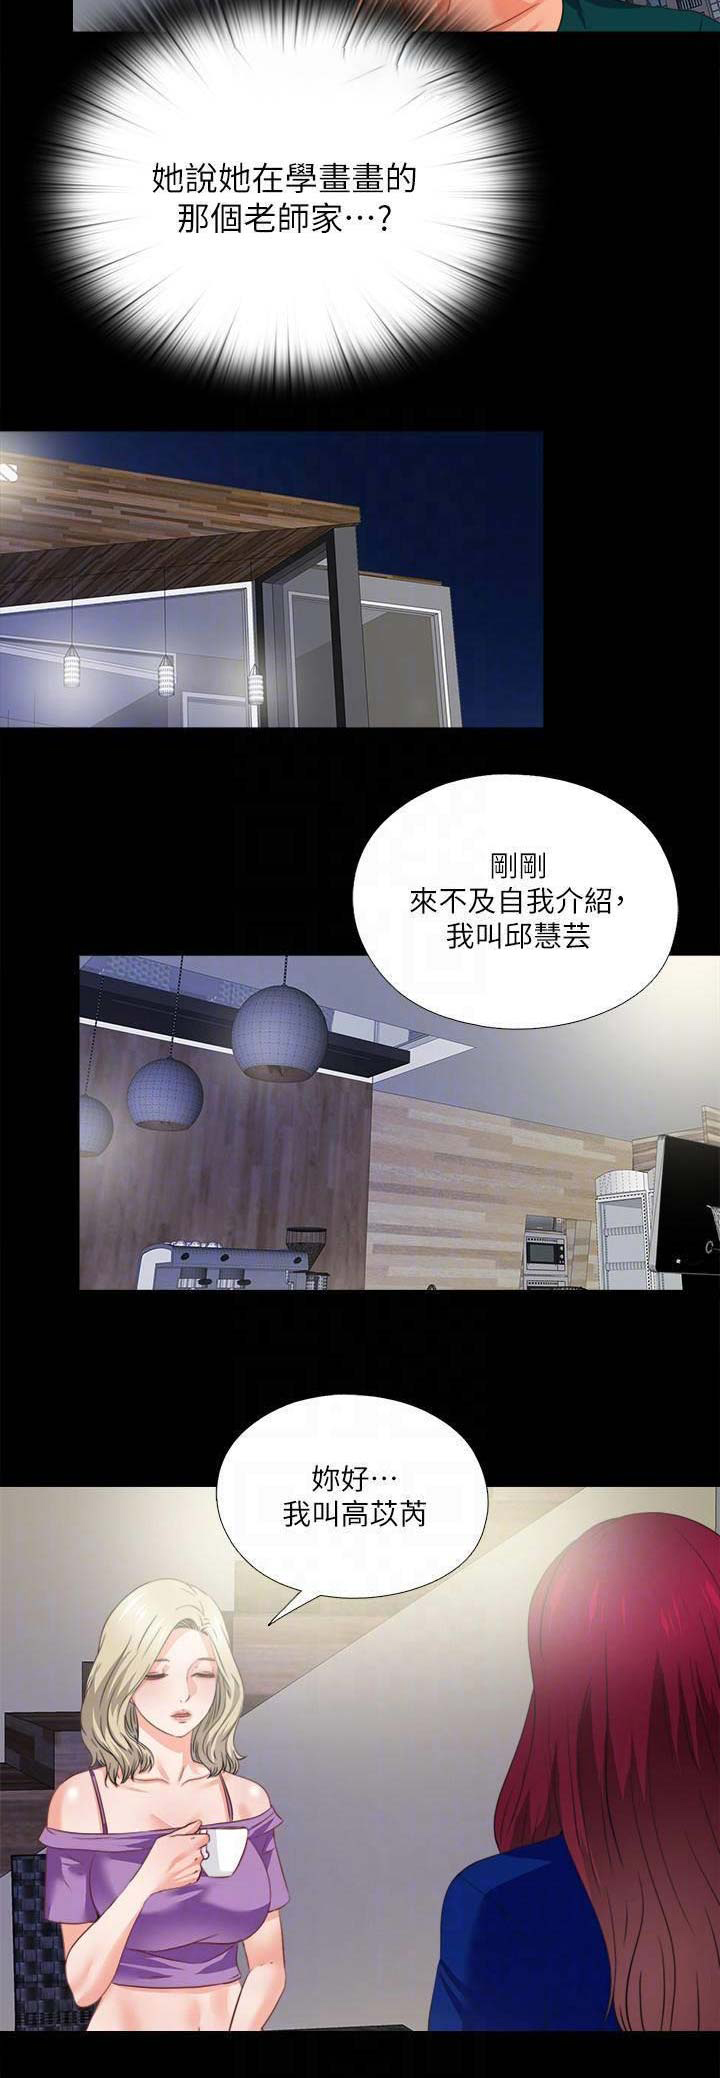 她說她在學畫畫的
那個老師家…?
剛剛
來不及自我介紹,
我叫邱慧芸
妳好…
我叫高苡芮